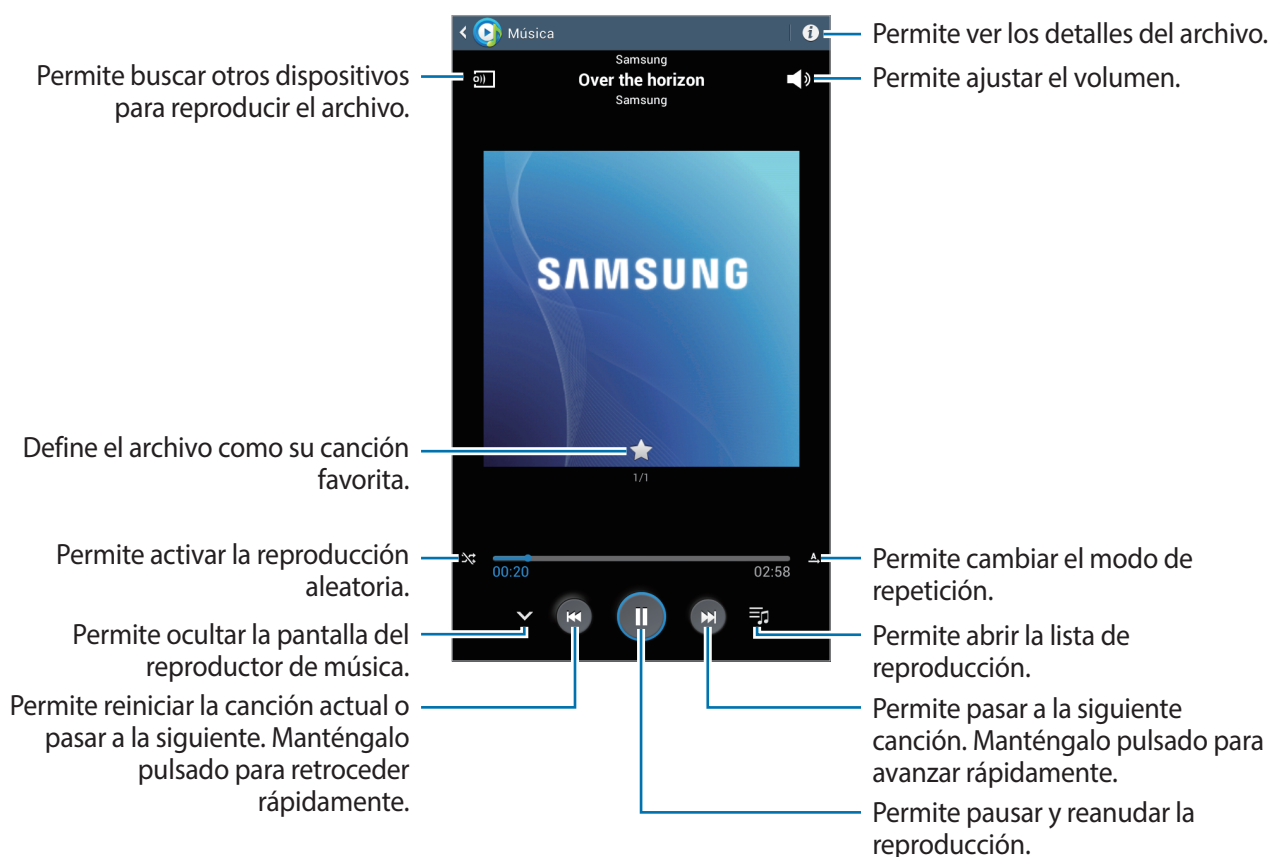 Música
Samsung
Over the horizon
Samsung
Permite ver los detalles del archivo.
Permite buscar otros dispositivos
para reproducir el archivo.
Permite ajustar el volumen.
SAMSUNG
Define el archivo como su canción
favorita.
1/1
Permite activar la reproducción
aleatoria.
00:20
02:58
A
Permite cambiar el modo de
repetición.
Permite ocultar la pantalla del
reproductor de música.
Permite abrir la lista de
reproducción.
Permite reiniciar la canción actual o
pasar a la siguiente. Manténgalo
pulsado para retroceder
rápidamente.
Permite pasar a la siguiente
canción. Manténgalo pulsado para
avanzar rápidamente.
Permite pausar y reanudar la
reproducción.